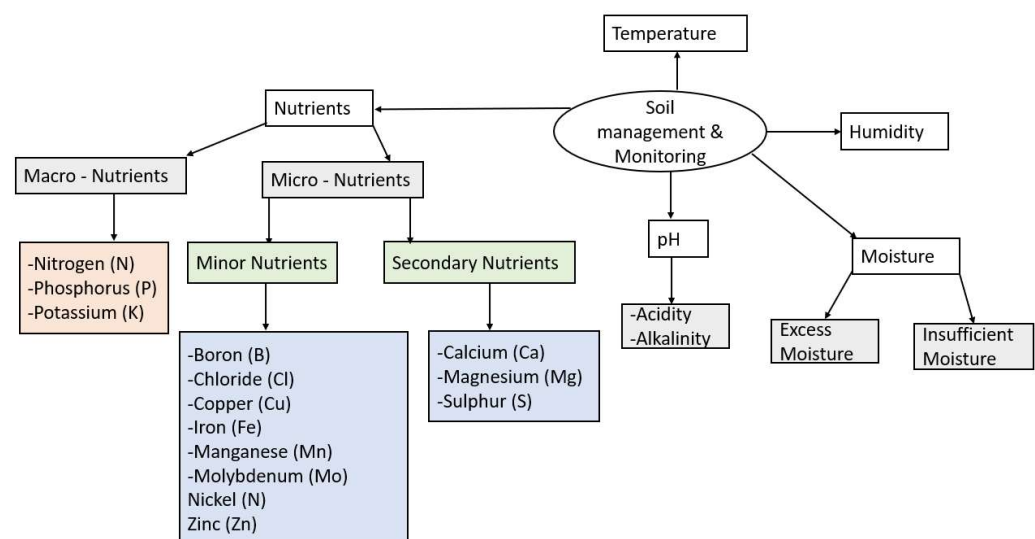 Temperature
Nutrients
Soil
management &
Monitoring
Humidity
Macro - Nutrients
Micro - Nutrients
pH
Moisture
-Nitrogen (N)
-Phosphorus (P)
-Potassium (K)
Minor Nutrients
Secondary Nutrients
-Acidity
-Alkalinity
Excess
Moisture
Insufficient
Moisture
-Boron (B)
-Chloride (Cl)
-Copper (Cu)
-Iron (Fe)
-Manganese (Mn)
-Molybdenum (Mo)
Nickel (N)
Zinc (Zn)
-Calcium (Ca)
-Magnesium (Mg)
-Sulphur (S)